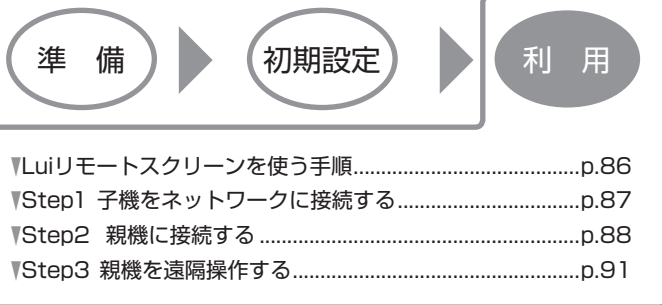 準 備
初期設定
利 用
Luiリモートスクリーンを使う手順..........................................p.86
Step1 子機をネットワークに接続する..................................p.87
Step2 親機に接続する............................................................p.88
Step3 親機を遠隔操作する......................................................p.91